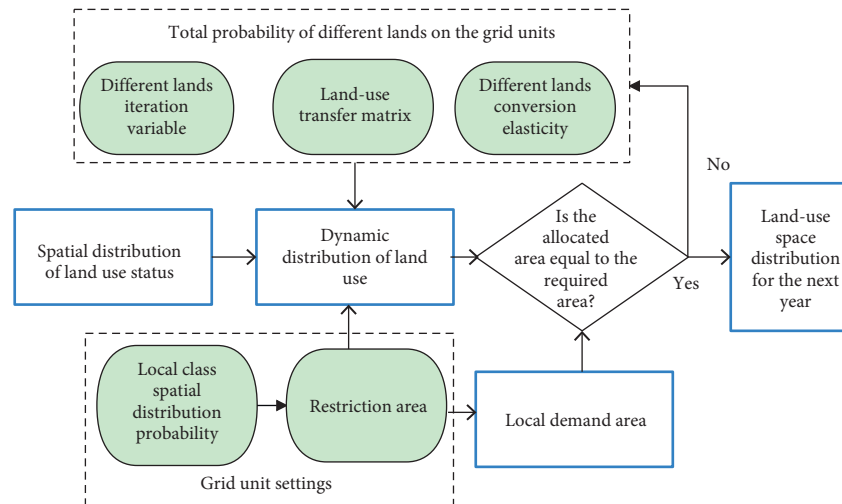 Total probability of different lands on the grid units
Different lands
iteration
variable
Land-use
transfer matrix
Different lands
conversion
elasticity
No
Spatial distribution
of land use status
Dynamic
distribution of land
use
Is the
allocated
area equal to the
required
area?
Yes
Land-use
space
distribution
for the next
year
Local class
spatial
distribution
probability
Restriction area
Local demand area
Grid unit settings